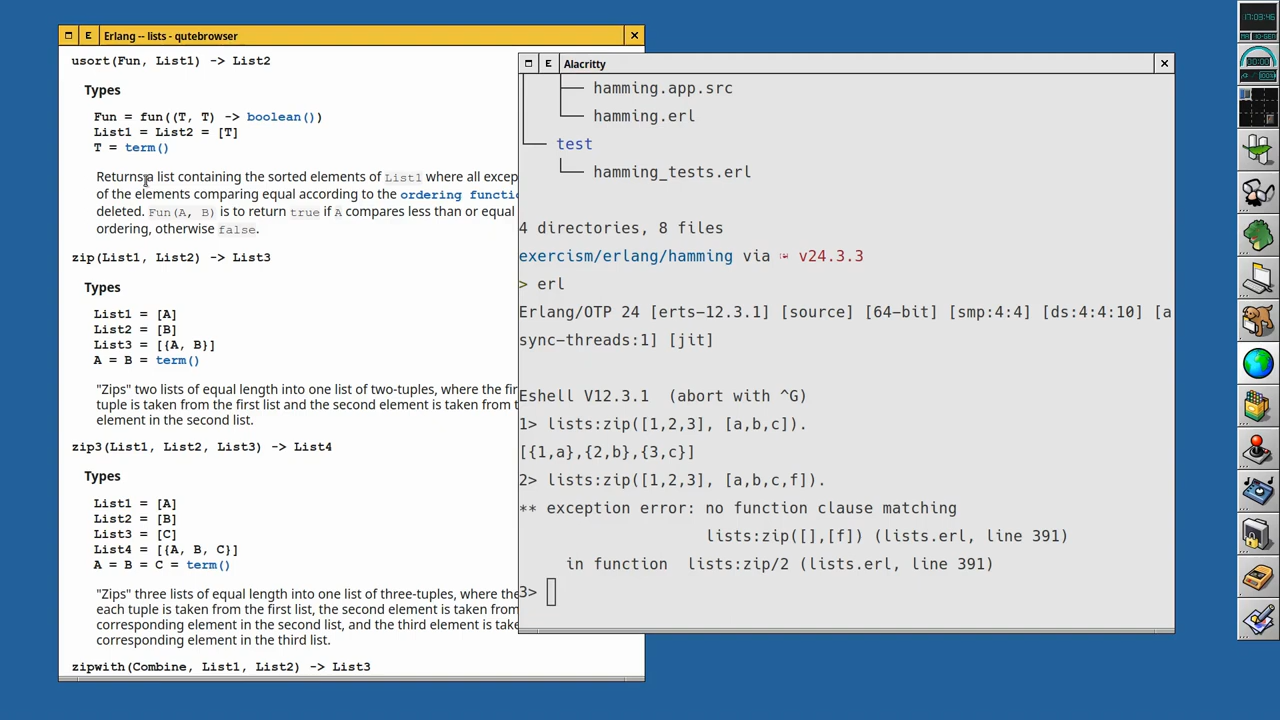 Erlang -- lists - qutebrowser
usort(Fun, List1) -> List2
Types
Fun = fun((T, T) -> boolean())
List1 = List2 = [T]
T = term()
Returns a list containing the sorted elements of List1 where all excep
of the elements comparing equal according to the ordering functio
deleted. Fun(A, B) is to return true if A compares less than or equal
ordering, otherwise false.
zip(List1, List2) -> List3
Types
List1 = [A]
List2 = [B]
List3 = [{A, B}]
A = B = term()
"Zips" two lists of equal length into one list of two-tuples, where the fir
tuple is taken from the first list and the second element is taken from t
element in the second list.
zip3(List1, List2, List3) -> List4
Types
List1 = [A]
List2 = [B]
List3 = [C]
List4 = [{A, B, C}]
A = B = C = term()
"Zips" three lists of equal length into one list of three-tuples, where the
each tuple is taken from the first list, the second element is taken from
corresponding element in the second list, and the third element is take
corresponding element in the third list.
zipwith(Combine, List1, List2) -> List3
Alacritty
├── hamming.app.src
└── hamming.erl
└── test
└── hamming_tests.erl
4 directories, 8 files
exercism/erlang/hamming via v24.3.3
> erl
Erlang/OTP 24 [erts-12.3.1] [source] [64-bit] [smp:4:4] [ds:4:4:10] [a
sync-threads:1] [jit]
Eshell V12.3.1  (abort with ^G)
1> lists:zip([1,2,3], [a,b,c]).
[{1,a},{2,b},{3,c}]
2> lists:zip([1,2,3], [a,b,c,f]).
** exception error: no function clause matching
lists:zip([],[f]) (lists.erl, line 391)
in function  lists:zip/2 (lists.erl, line 391)
3>
17:03:45
00:00